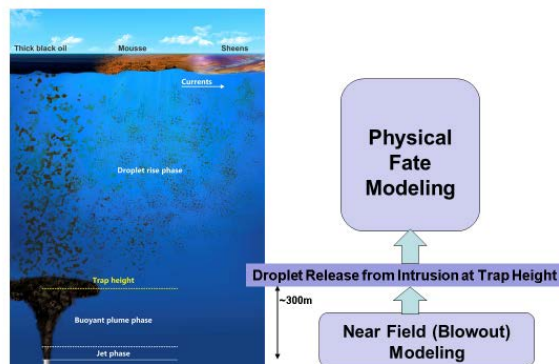 Thick black oil
Mousse
Sheens
Currents
Droplet rise phase
Trap height
Buoyant plume phase
Jet phase
Physical
Fate
Modeling
Droplet Release from Intrusion at Trap Height
~300m
Near Field (Blowout)
Modeling